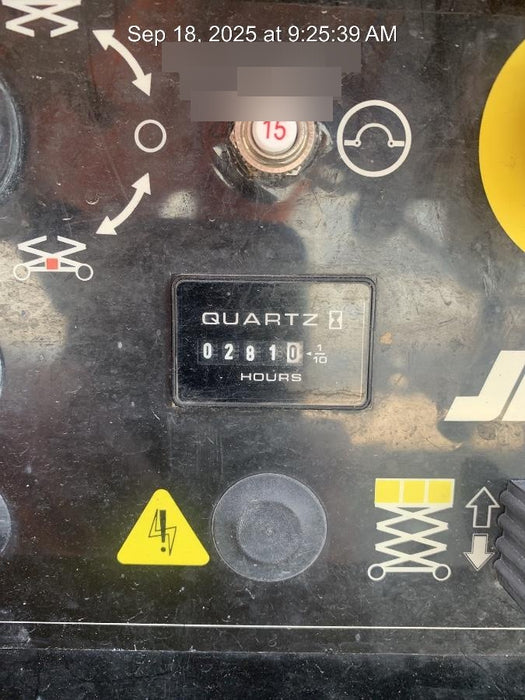 Sep 18, 2025 at 9:25:39 AM
15
QUARTZ
02810 1/10
HOURS